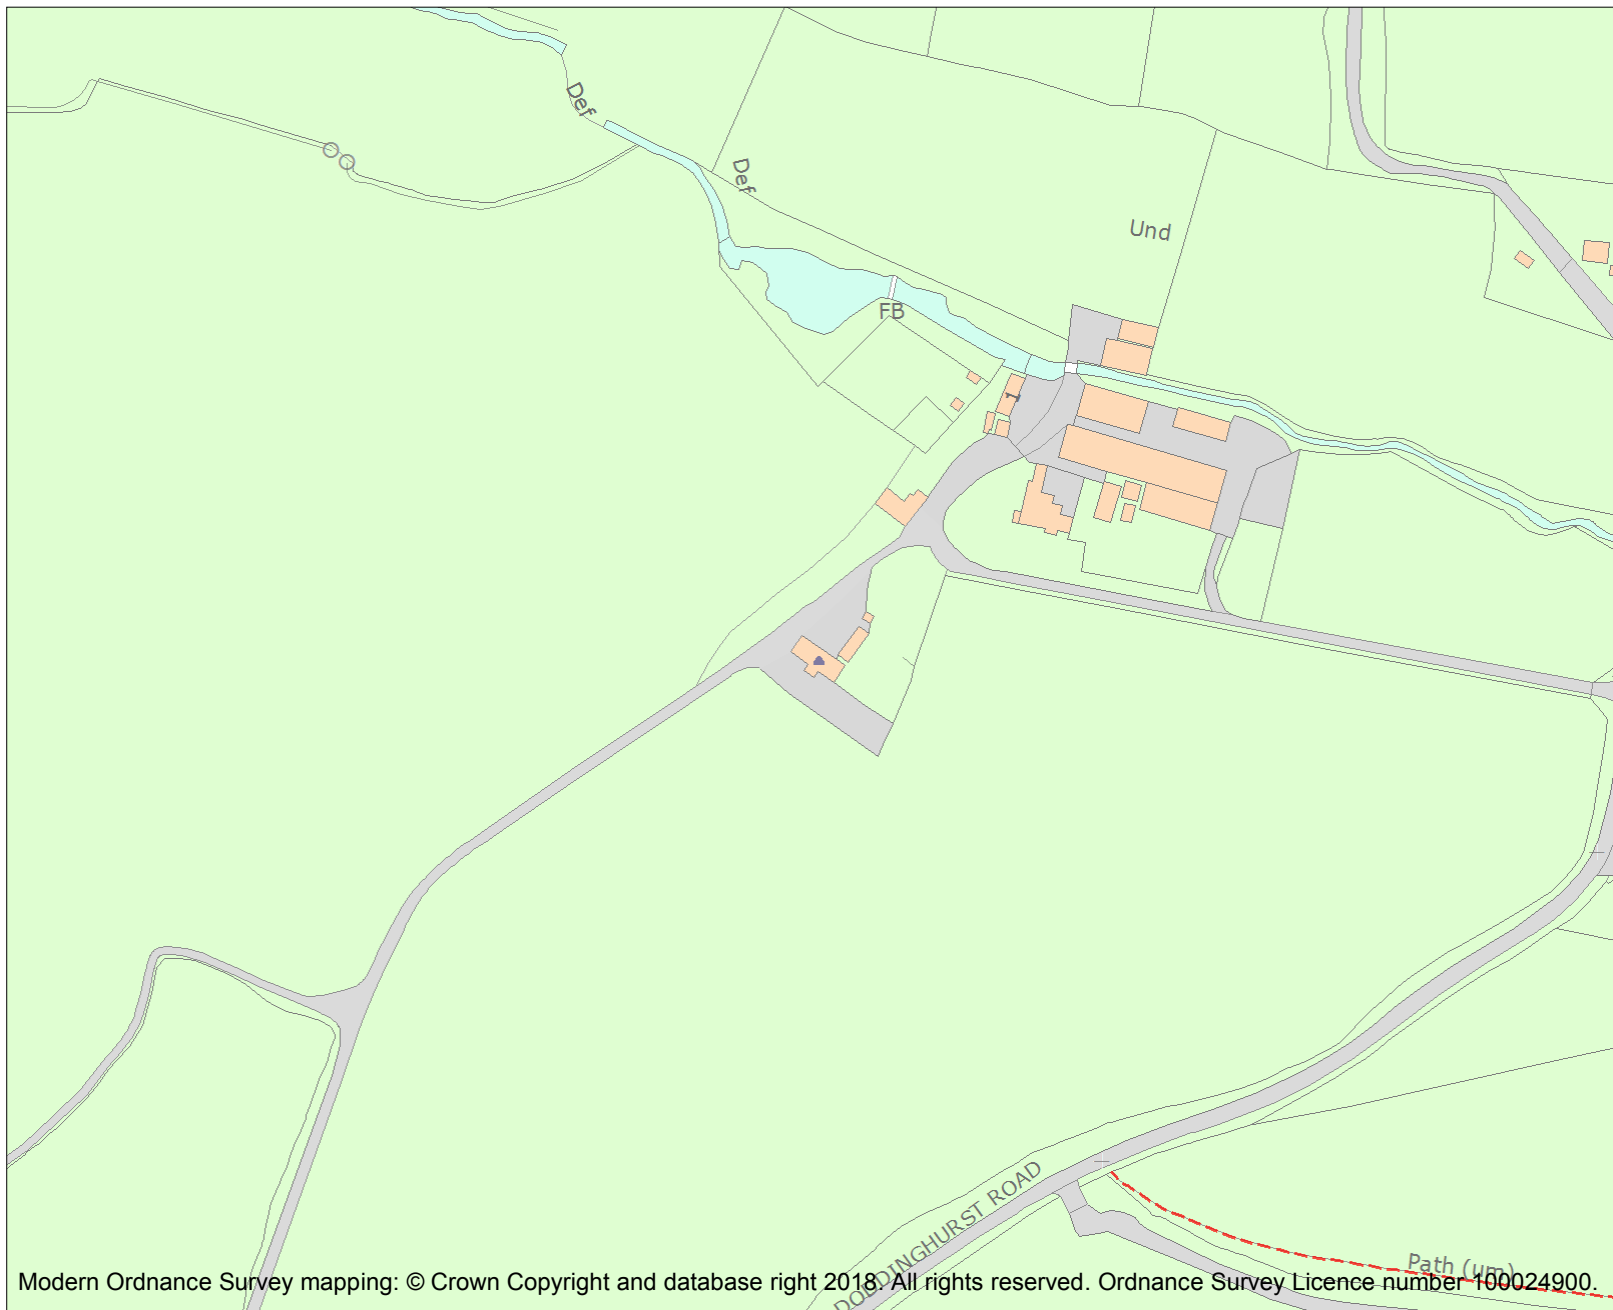 Def
Def
Und
FB
1
DODDINGHURST ROAD
Path (um)
Modern Ordnance Survey mapping: © Crown Copyright and database right 2018. All rights reserved. Ordnance Survey Licence number 100024900.